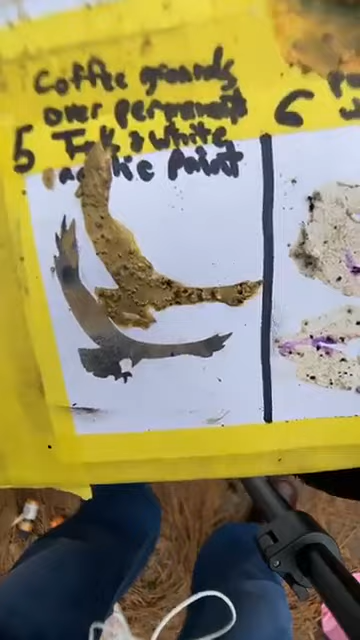 Coffee grounds
over permanent
5 Ink & white
acrylic paint
6